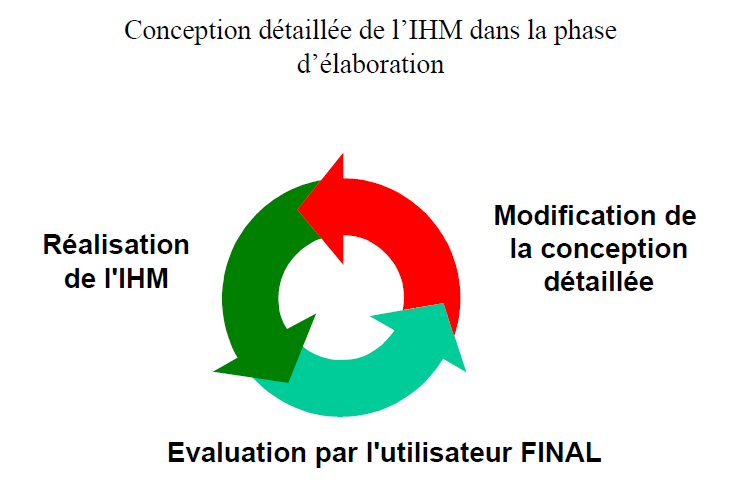 Conception détaillée de l’IHM dans la phase
d’élaboration
Réalisation
de l'IHM
Modification de
la conception
détaillée
Evaluation par l'utilisateur FINAL